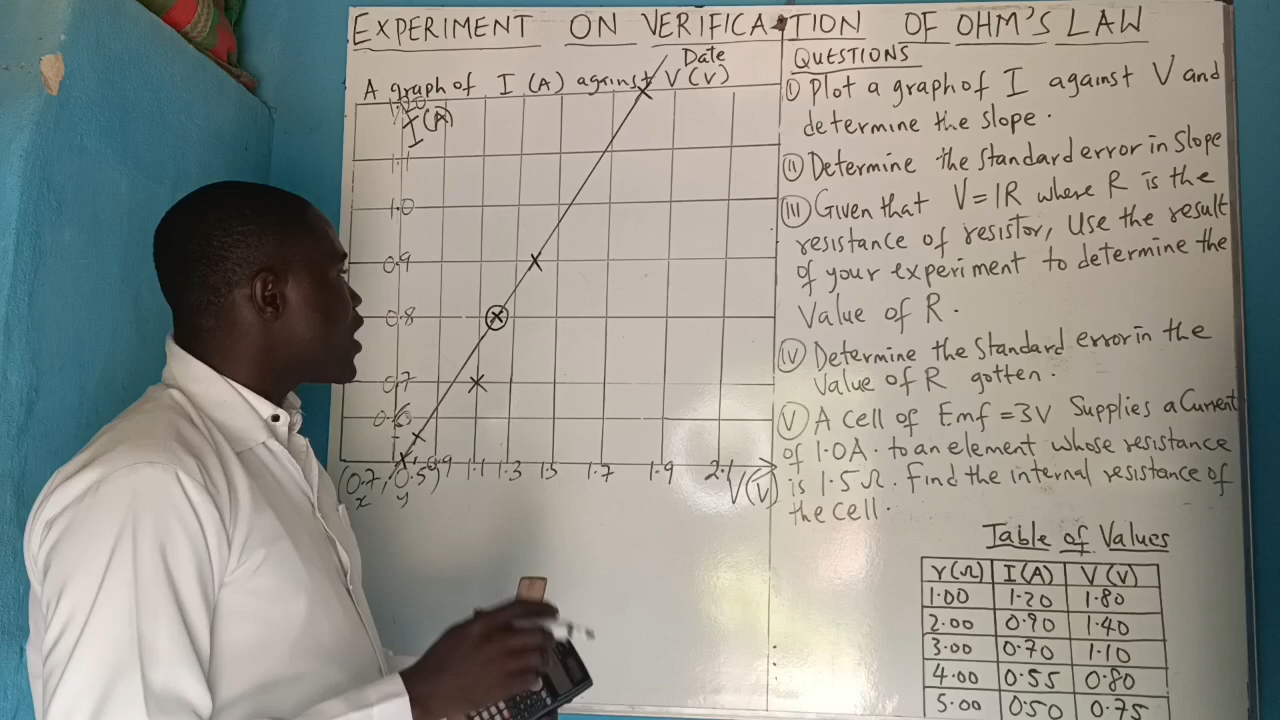 EXPERIMENT ON VERIFICATION OF OHM'S LAW
Date
A graph of I (A) against V (V)
1.20
I (A)
1.1
1.0
0.9
0.8
0.7
0.6
(0.7, 0.5) 0.9 1.1 1.3 1.5 1.7 1.9 2.1 V(V)
x y
QUESTIONS
(I) Plot a graph of I against V and
determine the slope.
(II) Determine the standard error in slope
(III) Given that V=IR where R is the
resistance of resistor, Use the result
of your experiment to determine the
Value of R.
(IV) Determine the Standard error in the
Value of R gotten.
(V) A cell of Emf = 3V Supplies a Current
of 1.0A. to an element whose resistance
is 1.5Ω. Find the internal resistance of
the cell.
Table of Values
r(Ω) I(A) V(V)
1.00 1.20 1.80
2.00 0.90 1.40
3.00 0.70 1.10
4.00 0.55 0.80
5.00 0.50 0.75